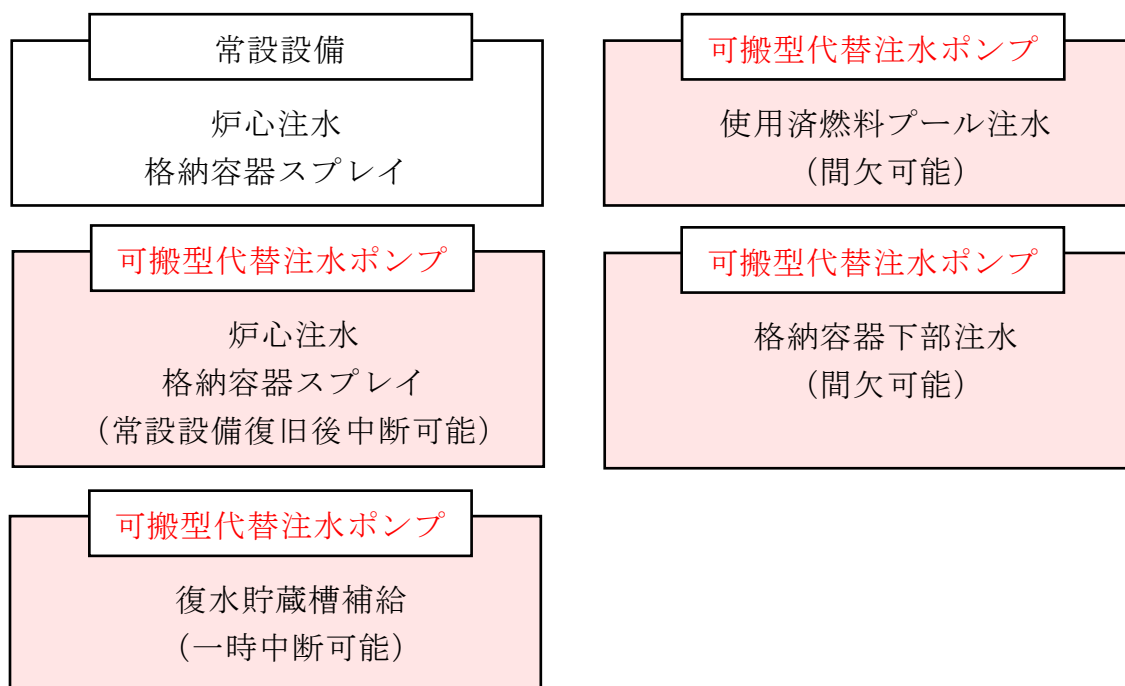 常設設備
炉心注水
格納容器スプレイ
可搬型代替注水ポンプ
使用済燃料プール注水
(間欠可能)
可搬型代替注水ポンプ
炉心注水
格納容器スプレイ
(常設設備復旧後中断可能)
可搬型代替注水ポンプ
格納容器下部注水
(間欠可能)
可搬型代替注水ポンプ
復水貯蔵槽補給
(一時中断可能)